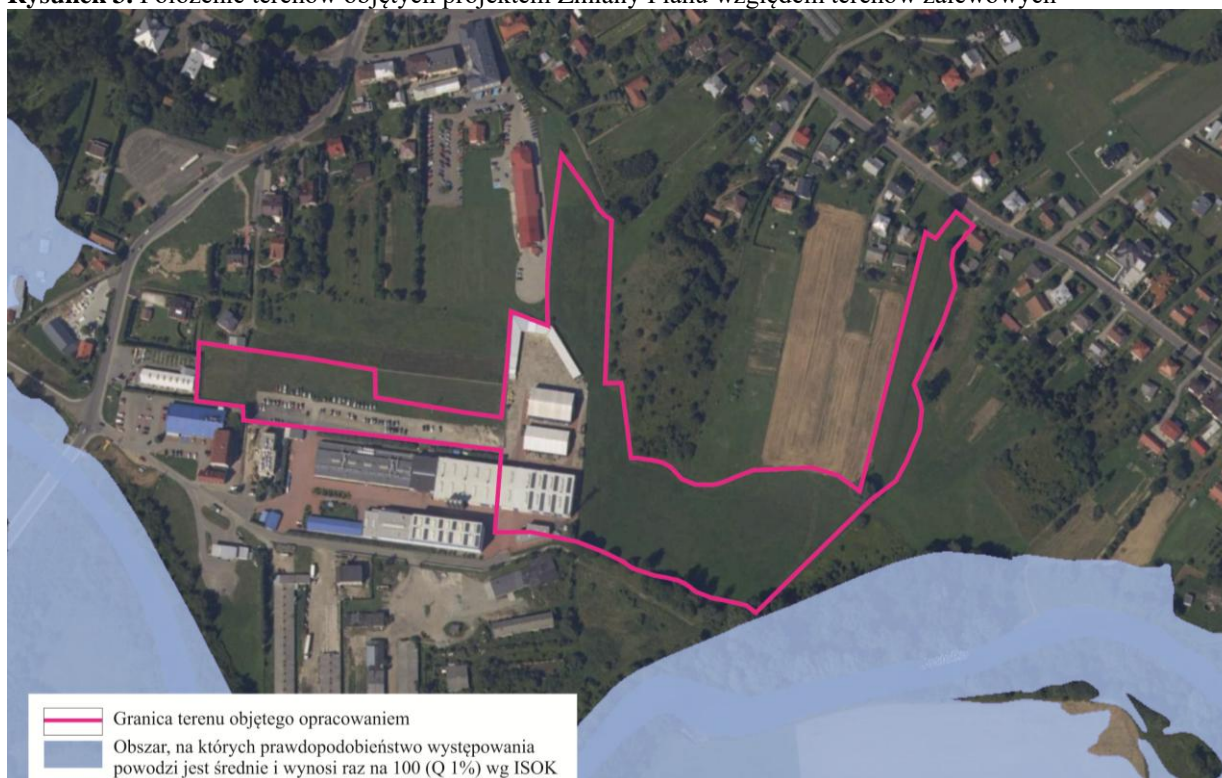 Rysunek 3. Położenie terenów objętych projektem Zmiany Planu względem terenów zalewowych
Granica terenu objętego opracowaniem
Obszar, na których prawdopodobieństwo występowania
powodzi jest średnie i wynosi raz na 100 (Q 1%) wg ISOK